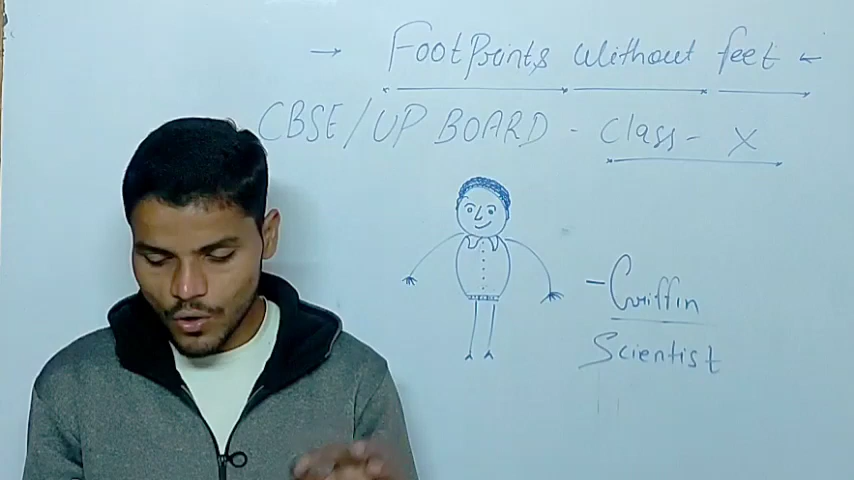 → FootPrints without feet ←
CBSE/UP BOARD - Class - X
- Griffin
Scientist